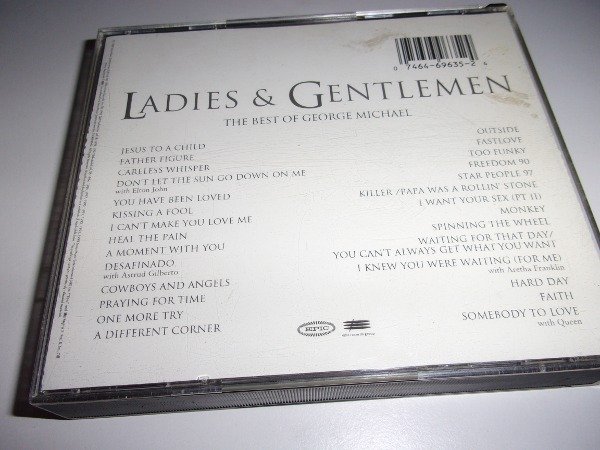 0 7464-69635-2 4
LADIES & GENTLEMEN
THE BEST OF GEORGE MICHAEL
JESUS TO A CHILD
FATHER FIGURE
CARELESS WHISPER
DON'T LET THE SUN GO DOWN ON ME
with Elton John
YOU HAVE BEEN LOVED
KISSING A FOOL
I CAN'T MAKE YOU LOVE ME
HEAL THE PAIN
A MOMENT WITH YOU
DESAFINADO
with Astrud Gilberto
COWBOYS AND ANGELS
PRAYING FOR TIME
ONE MORE TRY
A DIFFERENT CORNER
OUTSIDE
FASTLOVE
TOO FUNKY
FREEDOM 90
STAR PEOPLE 97
KILLER /PAPA WAS A ROLLIN' STONE
I WANT YOUR SEX (PT II)
MONKEY
SPINNING THE WHEEL
WAITING FOR THAT DAY/
YOU CAN'T ALWAYS GET WHAT YOU WANT
I KNEW YOU WERE WAITING (FOR ME)
with Aretha Franklin
HARD DAY
FAITH
SOMEBODY TO LOVE
with Queen
EPIC